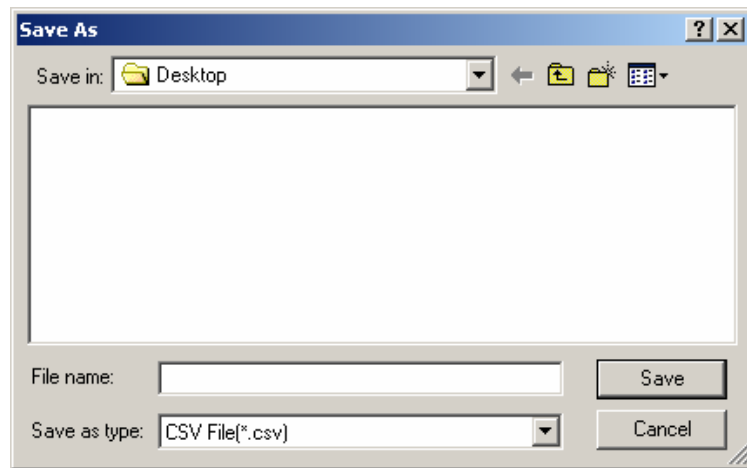 Save As
Save in: Desktop
File name:
Save
Save as type: CSV File(*.csv)
Cancel